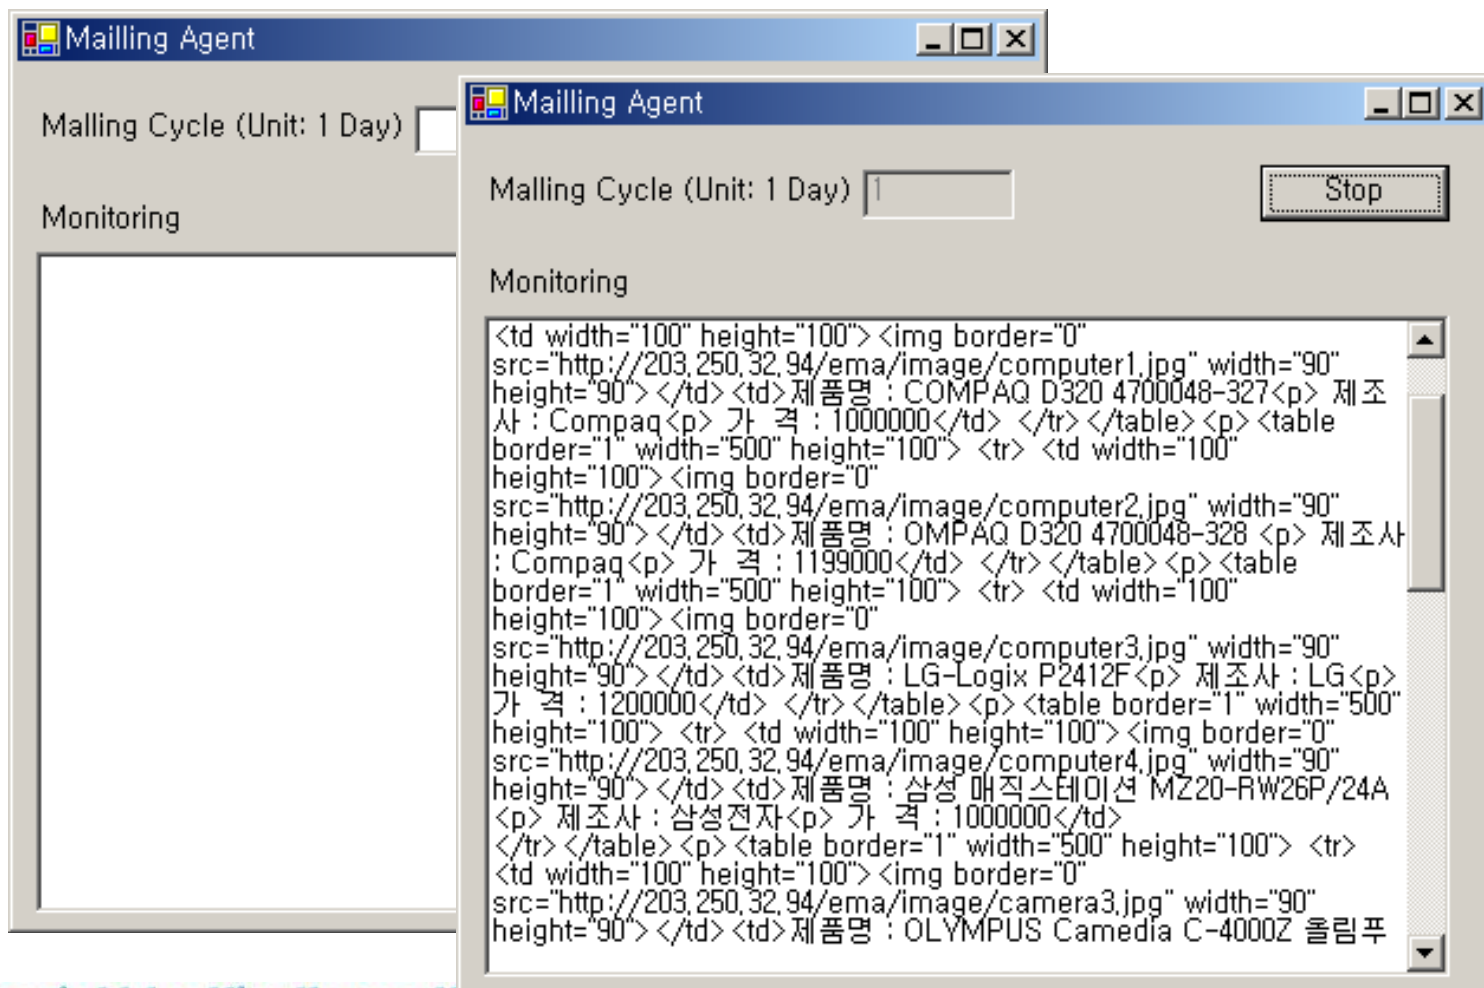 Mailling Agent
Malling Cycle (Unit: 1 Day)
Monitoring
Mailling Agent
Malling Cycle (Unit: 1 Day) 1
Stop
Monitoring
<td width="100" height="100"><img border="0"
src="http://203.250.32.94/ema/image/computer1.jpg" width="90"
height="90"></td><td>제품명 : COMPAQ D320 4700048-327<p> 제조
사 : Compaq<p> 가 격 : 1000000</td> </tr></table><p><table
border="1" width="500" height="100"> <tr> <td width="100"
height="100"><img border="0"
src="http://203.250.32.94/ema/image/computer2.jpg" width="90"
height="90"></td><td>제품명 : OMPAQ D320 4700048-328 <p> 제조사
: Compaq<p> 가 격 : 1199000</td> </tr></table><p><table
border="1" width="500" height="100"> <tr> <td width="100"
height="100"><img border="0"
src="http://203.250.32.94/ema/image/computer3.jpg" width="90"
height="90"></td><td>제품명 : LG-Logix P2412F<p> 제조사 : LG<p>
가 격 : 1200000</td> </tr></table><p><table border="1" width="500"
height="100"> <tr> <td width="100" height="100"><img border="0"
src="http://203.250.32.94/ema/image/computer4.jpg" width="90"
height="90"></td><td>제품명 : 삼성 매직스테이션 MZ20-RW26P/24A
<p> 제조사 : 삼성전자<p> 가 격 : 1000000</td>
</tr></table><p><table border="1" width="500" height="100"> <tr>
<td width="100" height="100"><img border="0"
src="http://203.250.32.94/ema/image/camera3.jpg" width="90"
height="90"></td><td>제품명 : OLYMPUS Camedia C-4000Z 올림푸